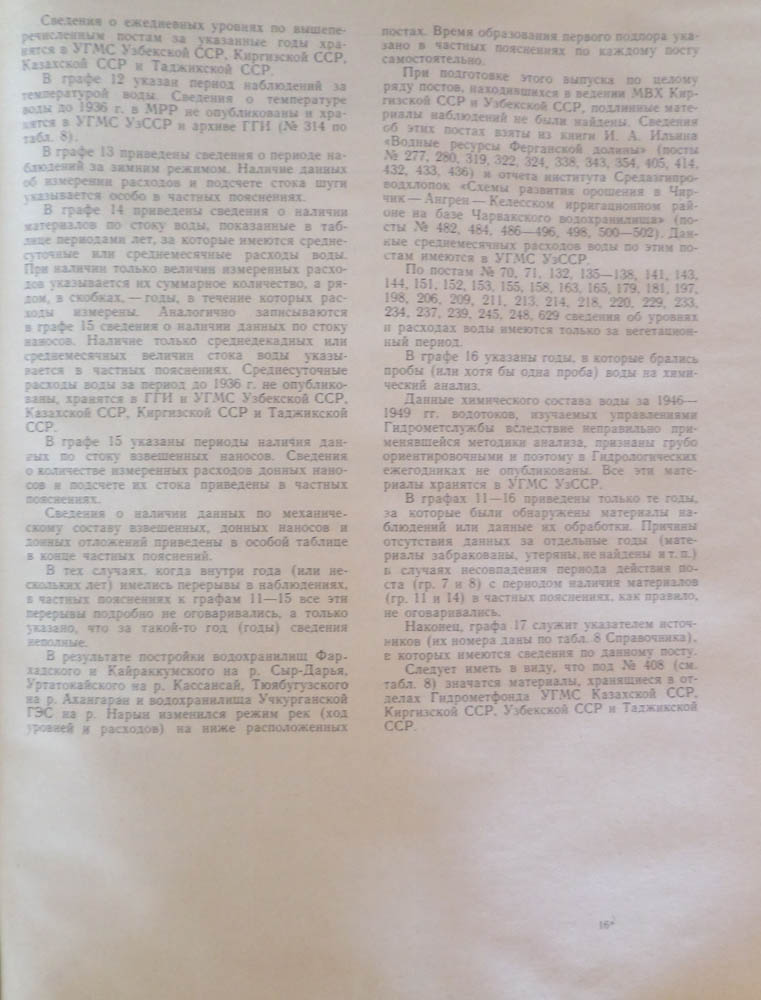 Сведения о ежедневных уровнях по вышепе-
речисленным постам за указанные годы хра-
нятся в УГМС Узбекской ССР, Киргизской ССР,
Казахской ССР и Таджикской ССР.
В графе 12 указан период наблюдений за
температурой воды. Сведения о температуре
воды до 1936 г. в МРР не опубликованы и хра-
нятся в УГМС УзССР и архиве ГГИ (№ 314 по
табл. 8).
В графе 13 приведены сведения о периоде на-
блюдений за зимним режимом. Наличие данных
об измерении расходов и подсчете стока шуги
указывается особо в частных пояснениях.
В графе 14 приведены сведения о наличии
материалов по стоку воды, показанные в таб-
лице периодами лет, за которые имеются средне-
суточные или среднемесячные расходы воды.
При наличии только величин измеренных расхо-
дов указывается их суммарное количество, а ря-
дом, в скобках, — годы, в течение которых рас-
ходы измерены. Аналогично записываются
в графе 15 сведения о наличии данных по стоку
наносов. Наличие только среднедекадных или
среднемесячных величин стока воды указы-
вается в частных пояснениях. Среднесуточные
расходы воды за период до 1936 г. не опублико-
ваны, хранятся в ГГИ и УГМС Узбекской ССР,
Казахской ССР, Киргизской ССР и Таджикской
ССР.
В графе 15 указаны периоды наличия дан-
ных по стоку взвешенных наносов. Сведения
о количестве измеренных расходов донных нано-
сов и подсчете их стока приведены в частных
пояснениях.
Сведения о наличии данных по механиче-
скому составу взвешенных, донных наносов и
донных отложений приведены в особой таблице
в конце частных пояснений.
В тех случаях, когда внутри года (или не-
скольких лет) имелись перерывы в наблюдениях,
в частных пояснениях к графам 11—15 все эти
перерывы подробно не оговаривались, а только
указано, что за такой-то год (годы) сведения
неполные.
В результате постройки водохранилищ Фар-
хадского и Кайраккумского на р. Сыр-Дарья,
Уртатокайского на р. Кассансай, Тюябугузского
на р. Ахангаран и водохранилища Учкурганской
ГЭС на р. Нарын изменился режим рек (ход
уровней и расходов) на ниже расположенных
постах. Время образования первого подпора ука-
зано в частных пояснениях по каждому посту
самостоятельно.
При подготовке этого выпуска по целому
ряду постов, находившихся в ведении МВХ Кир-
гизской ССР и Узбекской ССР, подлинные мате-
риалы наблюдений не были найдены. Сведения
об этих постах взяты из книги И. А. Ильина
«Водные ресурсы Ферганской долины» (посты
№ 277, 280, 319, 322, 324, 338, 343, 354, 405, 414,
432, 433, 436) и отчета института Средазгипро-
водхлопок «Схемы развития орошения в Чир-
чик — Ангрен — Келесском ирригационном рай-
оне на базе Чарвакского водохранилища» (по-
сты № 482, 484, 486—496, 498, 500—502). Дан-
ные среднемесячных расходов воды по этим по-
стам имеются в УГМС УзССР.
По постам № 70, 71, 132, 135—138, 141, 143,
144, 151, 152, 153, 155, 158, 163, 165, 179, 181, 197,
198, 206, 209, 211, 213, 214, 218, 220, 229, 233,
234, 237, 239, 245, 248, 629 сведения об уровнях
и расходах воды имеются только за вегетацион-
ный период.
В графе 16 указаны годы, в которые брались
пробы (или хотя бы одна проба) воды на хими-
ческий анализ.
Данные химического состава воды за 1946—
1949 гг. водотоков, изучаемых управлениями
Гидрометслужбы вследствие неправильно при-
менявшейся методики анализа, признаны грубо
ориентировочными и поэтому в Гидрологических
ежегодниках не опубликованы. Все эти мате-
риалы хранятся в УГМС УзССР.
В графах 11—16 приведены только те годы,
за которые были обнаружены материалы на-
блюдений или данные их обработки. Причины
отсутствия данных за отдельные годы (мате-
риалы забракованы, утеряны, не найдены и т. п.)
в случаях несовпадения периода действия по-
ста (гр. 7 и 8) с периодом наличия материалов
(гр. 11 и 14) в частных пояснениях, как правило,
не оговаривались.
Наконец, графа 17 служит указателем источ-
ников (их номера даны по табл. 8 Справочника),
в которых имеются сведения по данному посту.
Следует иметь в виду, что под № 408 (см.
табл. 8) значатся материалы, хранящиеся в от-
делах Гидрометфонда УГМС Казахской ССР,
Киргизской ССР, Узбекской ССР и Таджикской
ССР.
16*